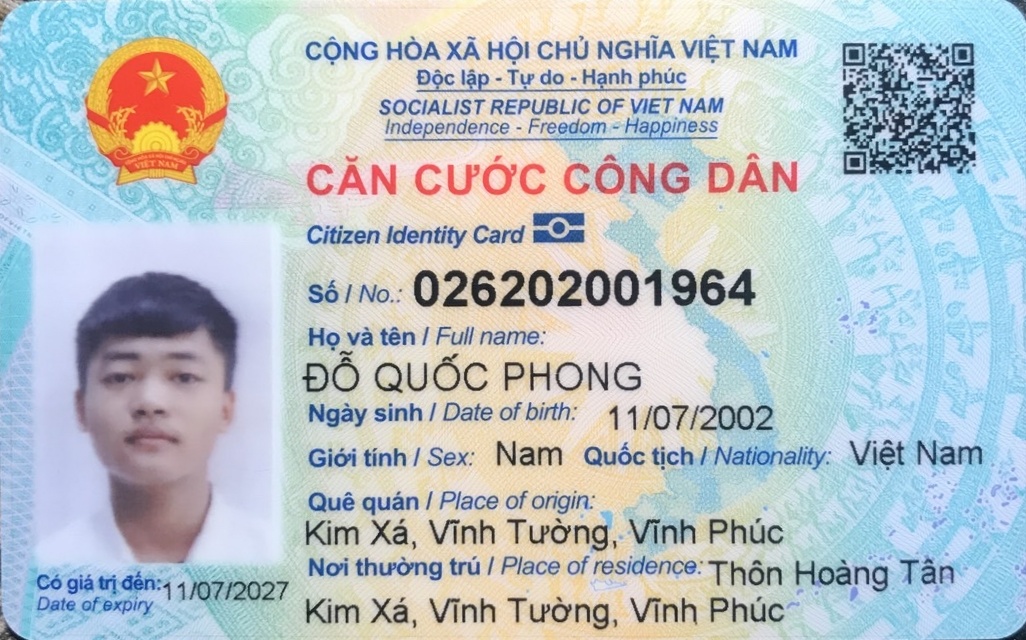 CỘNG HÒA XÃ HỘI CHỦ NGHĨA VIỆT NAM
Độc lập - Tự do - Hạnh phúc
SOCIALIST REPUBLIC OF VIET NAM
Independence - Freedom - Happiness
VIỆT NAM
CĂN CƯỚC CÔNG DÂN
Citizen Identity Card
Số / No.: 026202001964
Họ và tên / Full name:
ĐỖ QUỐC PHONG
Ngày sinh / Date of birth: 11/07/2002
Giới tính / Sex: Nam Quốc tịch / Nationality: Việt Nam
Quê quán / Place of origin:
Kim Xá, Vĩnh Tường, Vĩnh Phúc
Nơi thường trú / Place of residence: Thôn Hoàng Tân
Kim Xá, Vĩnh Tường, Vĩnh Phúc
Có giá trị đến: 11/07/2027
Date of expiry